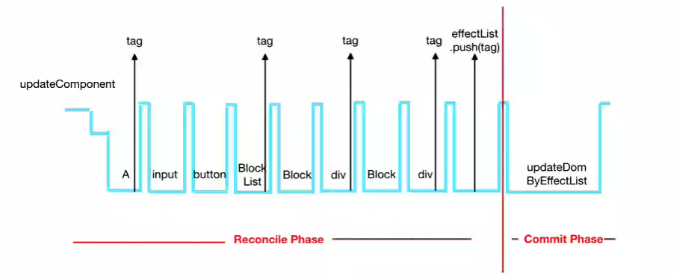 effectList
.push(tag)
tag
tag
tag
tag
updateComponent
A
input
button
Block
List
Block
div
Block
div
updateDom
ByEffectList
Reconcile Phase
Commit Phase